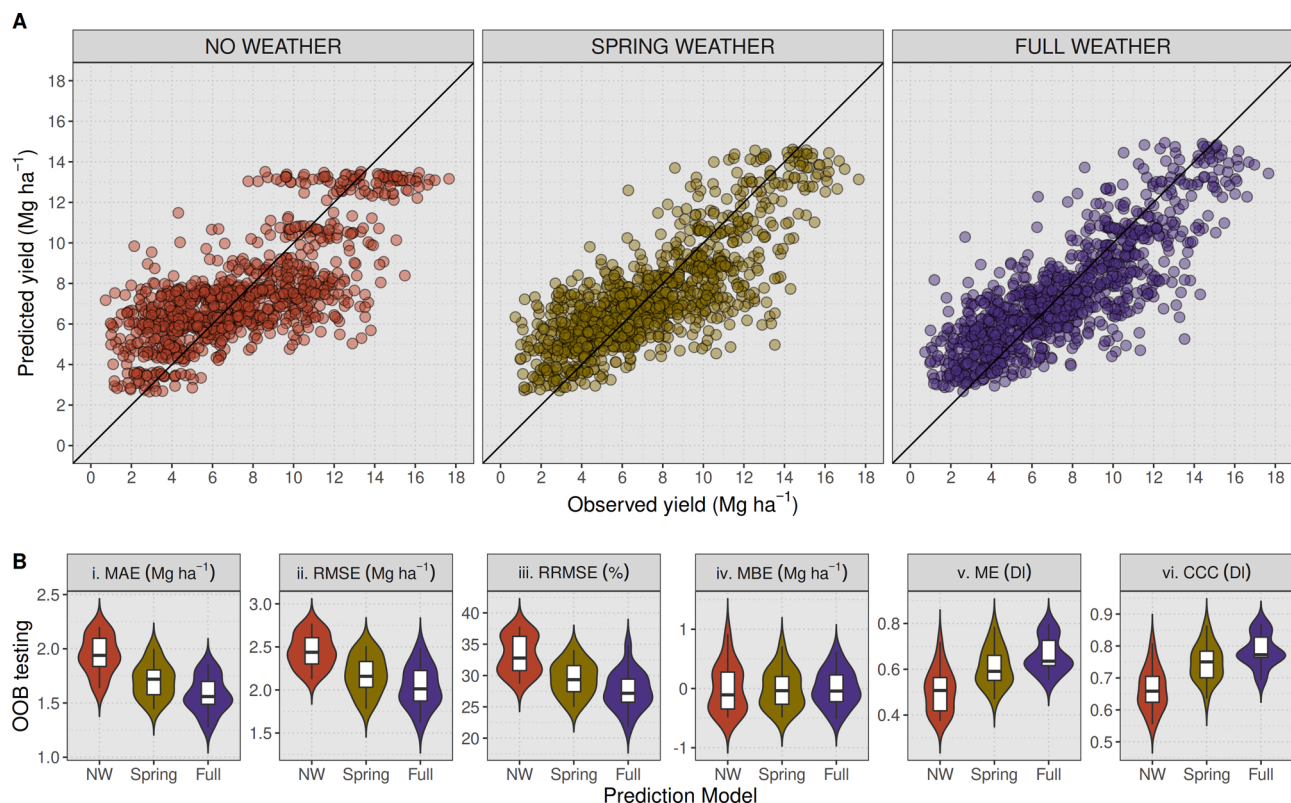 A
NO WEATHER
SPRING WEATHER
FULL WEATHER
Predicted yield (Mg ha⁻¹)
18
16
14
12
10
8
6
4
2
0
0 2 4 6 8 10 12 14 16 18
0 2 4 6 8 10 12 14 16 18
0 2 4 6 8 10 12 14 16 18
Observed yield (Mg ha⁻¹)
B
i. MAE (Mg ha⁻¹)
ii. RMSE (Mg ha⁻¹)
iii. RRMSE (%)
iv. MBE (Mg ha⁻¹)
v. ME (DI)
vi. CCC (DI)
OOB testing
2.5
2.0
1.5
1.0
3.0
2.5
2.0
1.5
40
35
30
25
20
1
0
-1
0.8
0.6
0.4
0.9
0.8
0.7
0.6
0.5
NW Spring Full
NW Spring Full
NW Spring Full
NW Spring Full
NW Spring Full
NW Spring Full
Prediction Model